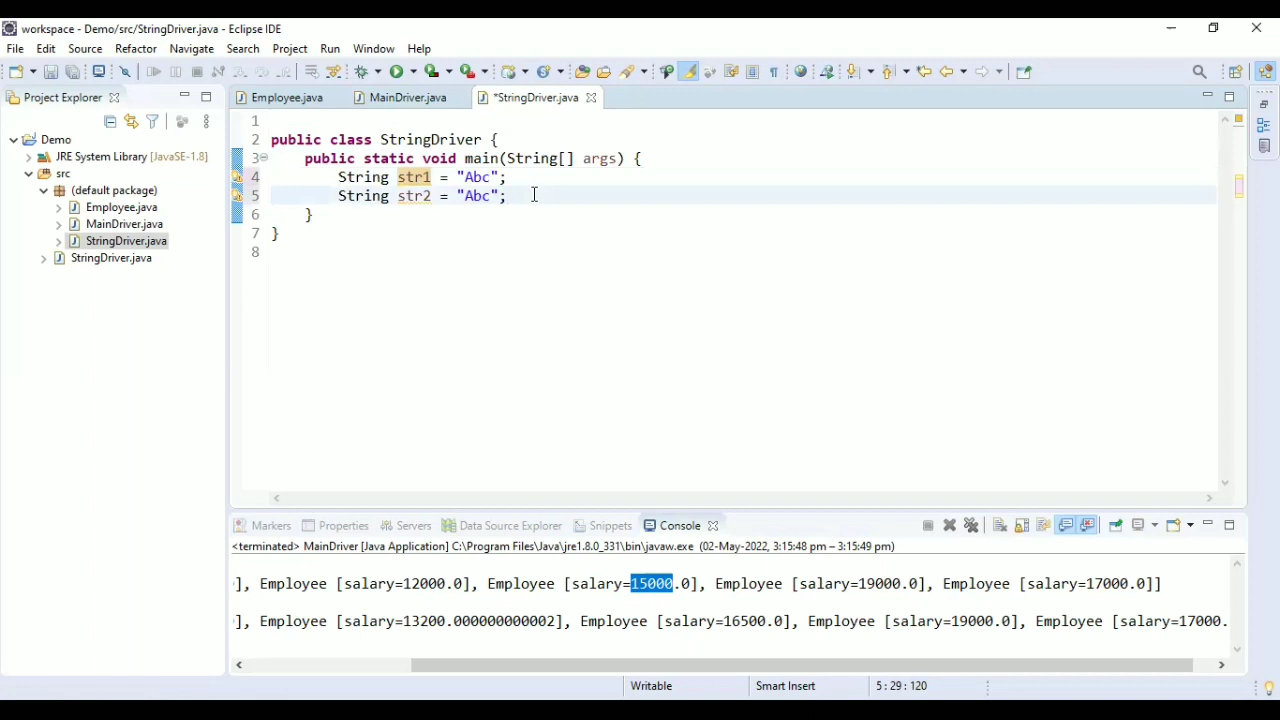 workspace - Demo/src/StringDriver.java - Eclipse IDE
File Edit Source Refactor Navigate Search Project Run Window Help
Project Explorer
Employee.java MainDriver.java *StringDriver.java
Demo
JRE System Library [JavaSE-1.8]
src
(default package)
Employee.java
MainDriver.java
StringDriver.java
StringDriver.java
1
2 public class StringDriver {
3 public static void main(String[] args) {
4 String str1 = "Abc";
5 String str2 = "Abc";
6 }
7 }
8
Markers Properties Servers Data Source Explorer Snippets Console
<terminated> MainDriver [Java Application] C:\Program Files\Java\jre1.8.0_331\bin\javaw.exe (02-May-2022, 3:15:48 pm – 3:15:49 pm)
], Employee [salary=12000.0], Employee [salary=15000.0], Employee [salary=19000.0], Employee [salary=17000.0]]
], Employee [salary=13200.000000000002], Employee [salary=16500.0], Employee [salary=19000.0], Employee [salary=17000.
Writable Smart Insert 5 : 29 : 120